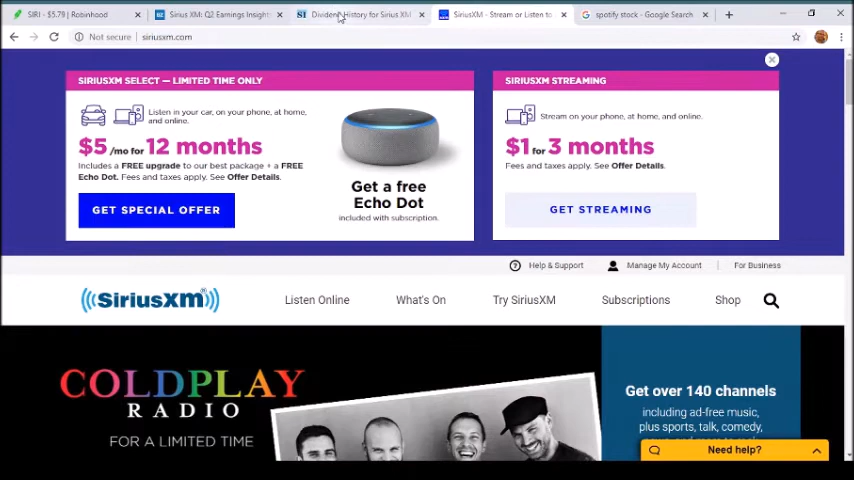 SIRI - $5.79 | Robinhood
Sirius XM: Q2 Earnings Insight
Dividend History for Sirius XM
SiriusXM - Stream or Listen to
spotify stock - Google Search
Not secure | siriusxm.com
SIRIUSXM SELECT — LIMITED TIME ONLY
Listen in your car, on your phone, at home,
and online.
$5 /mo for 12 months
Includes a FREE upgrade to our best package + a FREE
Echo Dot. Fees and taxes apply. See Offer Details.
GET SPECIAL OFFER
Get a free
Echo Dot
included with subscription.
SIRIUSXM STREAMING
Stream on your phone, at home, and online.
$1 for 3 months
Fees and taxes apply. See Offer Details.
GET STREAMING
Help & Support
Manage My Account
For Business
SiriusXM
Listen Online
What's On
Try SiriusXM
Subscriptions
Shop
COLDPLAY
RADIO
FOR A LIMITED TIME
Get over 140 channels
including ad-free music,
plus sports, talk, comedy,
Need help?